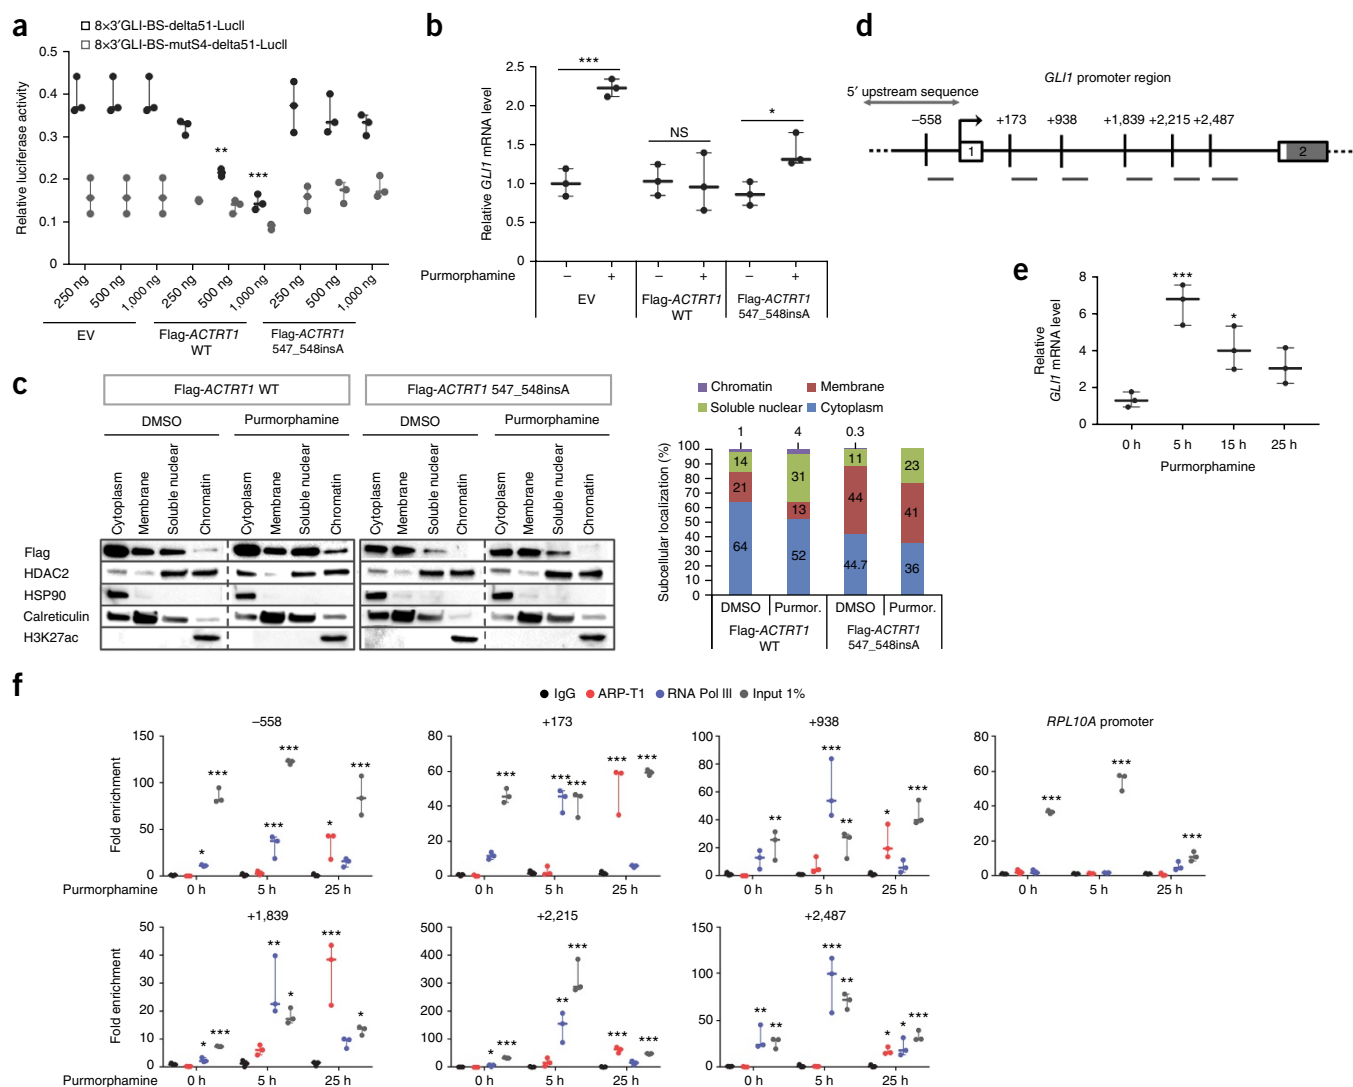 a
8×3′GLI-BS-delta51-LucII
8×3′GLI-BS-mutS4-delta51-LucII
Relative luciferase activity
0.5
0.4
0.3
0.2
0.1
0
**
***
250 ng
500 ng
1,000 ng
250 ng
500 ng
1,000 ng
250 ng
500 ng
1,000 ng
EV
Flag-ACTRT1
WT
Flag-ACTRT1
547_548insA
b
Relative GLI1 mRNA level
2.5
2.0
1.5
1.0
0.5
0
***
NS
*
Purmorphamine
– + – + – +
EV
Flag-ACTRT1
WT
Flag-ACTRT1
547_548insA
d
GLI1 promoter region
5′ upstream sequence
–558 +173 +938 +1,839 +2,215 +2,487
1
2
e
Relative
GLI1 mRNA level
8
6
4
2
0
***
*
0 h 5 h 15 h 25 h
Purmorphamine
c
Flag-ACTRT1 WT
Flag-ACTRT1 547_548insA
DMSO Purmorphamine DMSO Purmorphamine
Cytoplasm
Membrane
Soluble nuclear
Chromatin
Cytoplasm
Membrane
Soluble nuclear
Chromatin
Cytoplasm
Membrane
Soluble nuclear
Chromatin
Cytoplasm
Membrane
Soluble nuclear
Chromatin
Flag
HDAC2
HSP90
Calreticulin
H3K27ac
Chromatin Membrane
Soluble nuclear Cytoplasm
Subcellular localization (%)
100
90
80
70
60
50
40
30
20
10
0
1 4 0.3
14 31 11 23
21 13 44 41
64 52 44.7 36
DMSO Purmor. DMSO Purmor.
Flag-ACTRT1
WT
Flag-ACTRT1
547_548insA
f
IgG ARP-T1 RNA Pol III Input 1%
–558
Fold enrichment
150
100
50
0
* *** *** *** * ***
Purmorphamine
0 h 5 h 25 h
+173
80
60
40
20
0
*** *** *** *** ***
0 h 5 h 25 h
+938
100
80
60
40
20
0
** *** ** * ***
0 h 5 h 25 h
RPL10A promoter
80
60
40
20
0
*** *** ***
0 h 5 h 25 h
+1,839
Fold enrichment
50
40
30
20
10
0
* *** ** * *** *
Purmorphamine
0 h 5 h 25 h
+2,215
500
400
300
200
100
0
* *** ** *** *** ***
0 h 5 h 25 h
+2,487
150
100
50
0
** ** *** ** * * ***
0 h 5 h 25 h